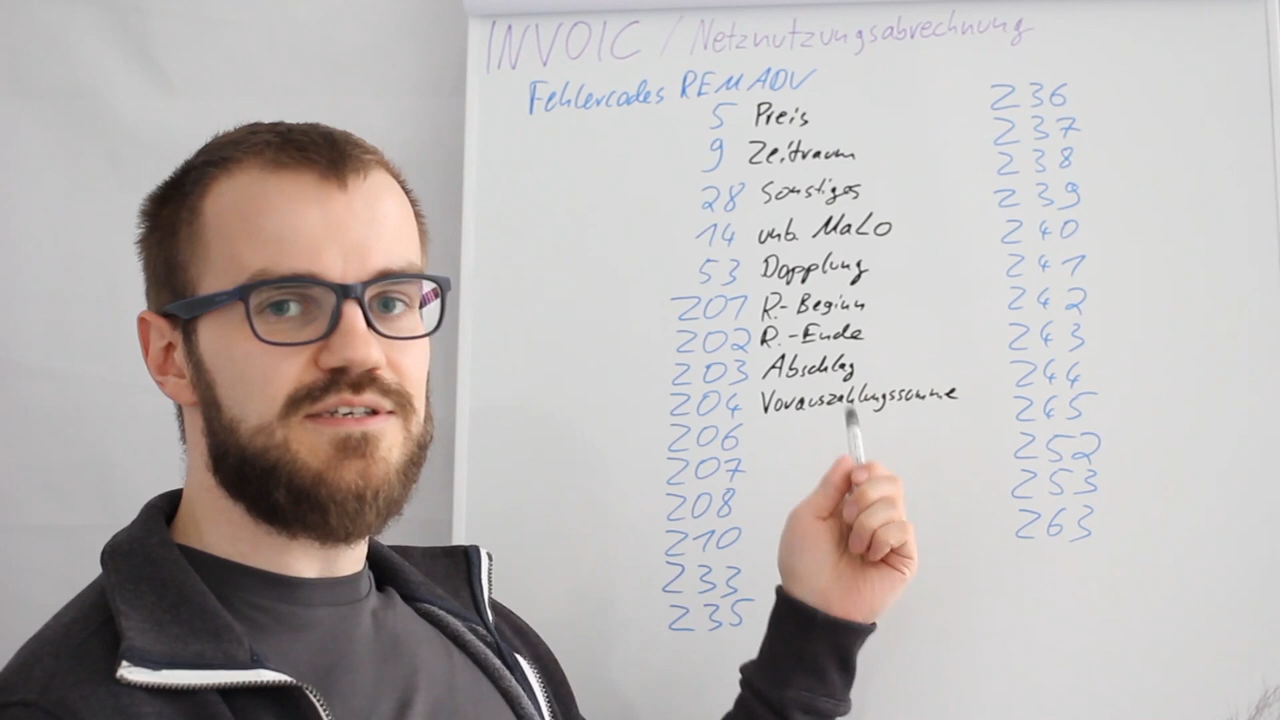 INVOIC / Netznutzungsabrechnung
Fehlercodes REMADV
5 Preis
9 Zeitraum
28 Sonstiges
14 unb. MaLo
53 Dopplung
Z01 R.-Beginn
Z02 R.-Ende
Z03 Abschlag
Z04 Vorauszahlungssumme
Z06
Z07
Z08
Z10
Z33
Z35
Z36
Z37
Z38
Z39
Z40
Z41
Z42
Z43
Z44
Z45
Z52
Z53
Z63